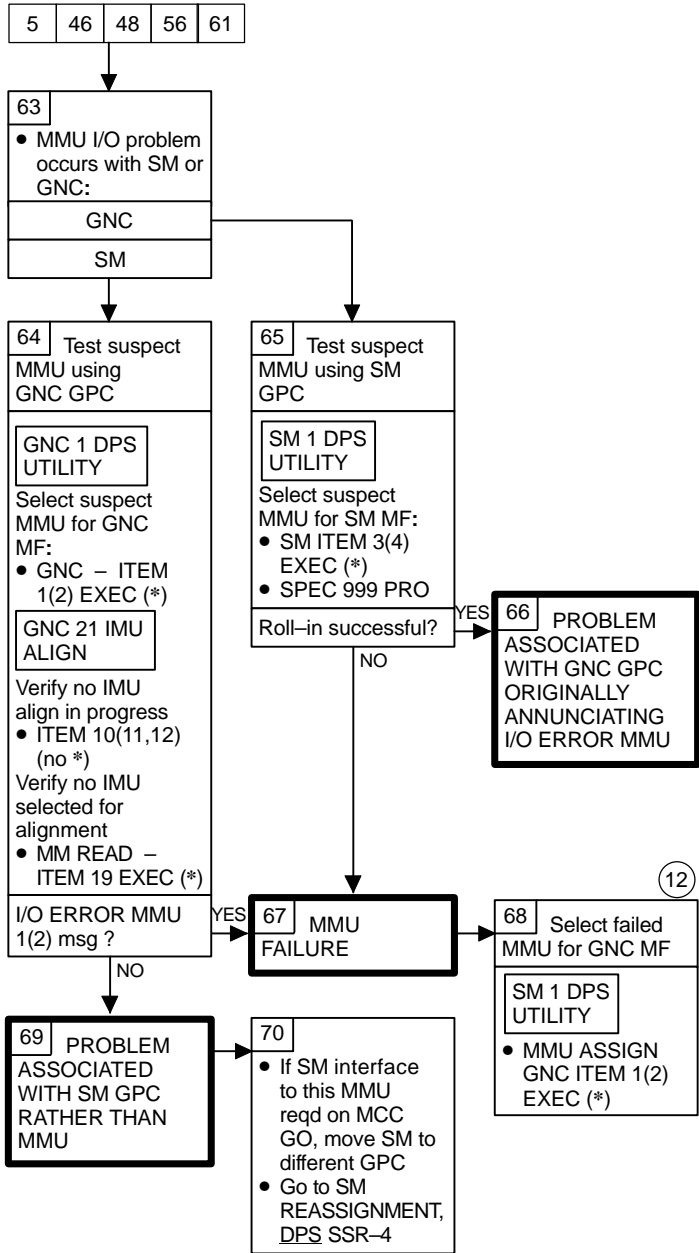 5 46 48 56 61
63
• MMU I/O problem
occurs with SM or
GNC:
GNC
SM
64 Test suspect
MMU using
GNC GPC
GNC 1 DPS
UTILITY
Select suspect
MMU for GNC
MF:
• GNC – ITEM
1(2) EXEC (*)
GNC 21 IMU
ALIGN
Verify no IMU
align in progress
• ITEM 10(11,12)
(no *)
Verify no IMU
selected for
alignment
• MM READ –
ITEM 19 EXEC (*)
I/O ERROR MMU
1(2) msg ?
YES
NO
65 Test suspect
MMU using SM
GPC
SM 1 DPS
UTILITY
Select suspect
MMU for SM MF:
• SM ITEM 3(4)
EXEC (*)
• SPEC 999 PRO
Roll–in successful?
YES
NO
66 PROBLEM
ASSOCIATED
WITH GNC GPC
ORIGINALLY
ANNUNCIATING
I/O ERROR MMU
67 MMU
FAILURE
12
68 Select failed
MMU for GNC MF
SM 1 DPS
UTILITY
• MMU ASSIGN
GNC ITEM 1(2)
EXEC (*)
69 PROBLEM
ASSOCIATED
WITH SM GPC
RATHER THAN
MMU
70
• If SM interface
to this MMU
reqd on MCC
GO, move SM to
different GPC
• Go to SM
REASSIGNMENT,
DPS SSR–4